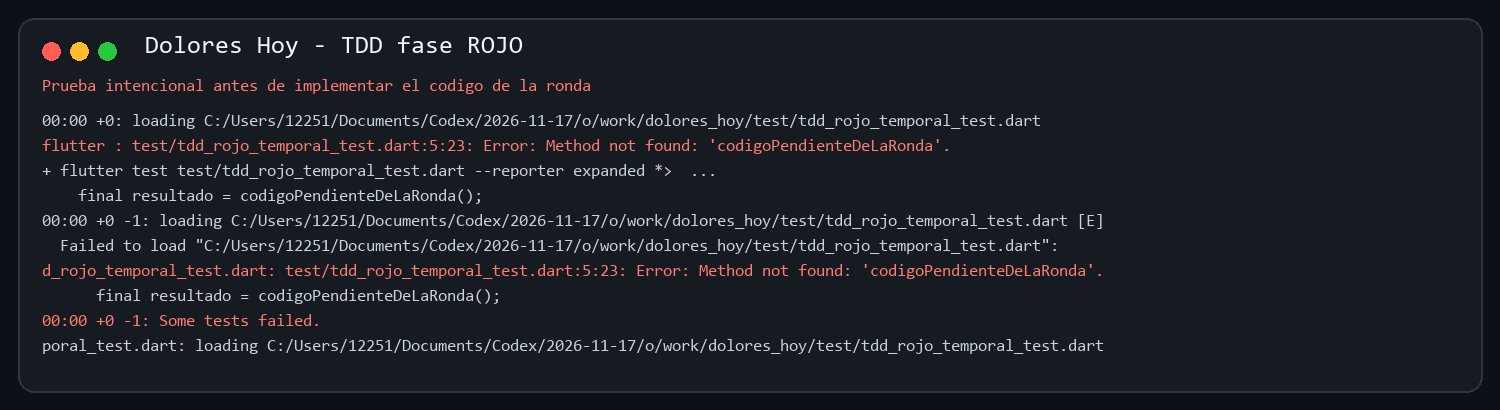 Dolores Hoy - TDD fase ROJO
Prueba intencional antes de implementar el codigo de la ronda
00:00 +0: loading C:/Users/12251/Documents/Codex/2026-11-17/o/work/dolores_hoy/test/tdd_rojo_temporal_test.dart
flutter : test/tdd_rojo_temporal_test.dart:5:23: Error: Method not found: 'codigoPendienteDeLaRonda'.
+ flutter test test/tdd_rojo_temporal_test.dart --reporter expanded *>  ...
    final resultado = codigoPendienteDeLaRonda();
00:00 +0 -1: loading C:/Users/12251/Documents/Codex/2026-11-17/o/work/dolores_hoy/test/tdd_rojo_temporal_test.dart [E]
  Failed to load "C:/Users/12251/Documents/Codex/2026-11-17/o/work/dolores_hoy/test/tdd_rojo_temporal_test.dart":
d_rojo_temporal_test.dart: test/tdd_rojo_temporal_test.dart:5:23: Error: Method not found: 'codigoPendienteDeLaRonda'.
      final resultado = codigoPendienteDeLaRonda();
00:00 +0 -1: Some tests failed.
poral_test.dart: loading C:/Users/12251/Documents/Codex/2026-11-17/o/work/dolores_hoy/test/tdd_rojo_temporal_test.dart